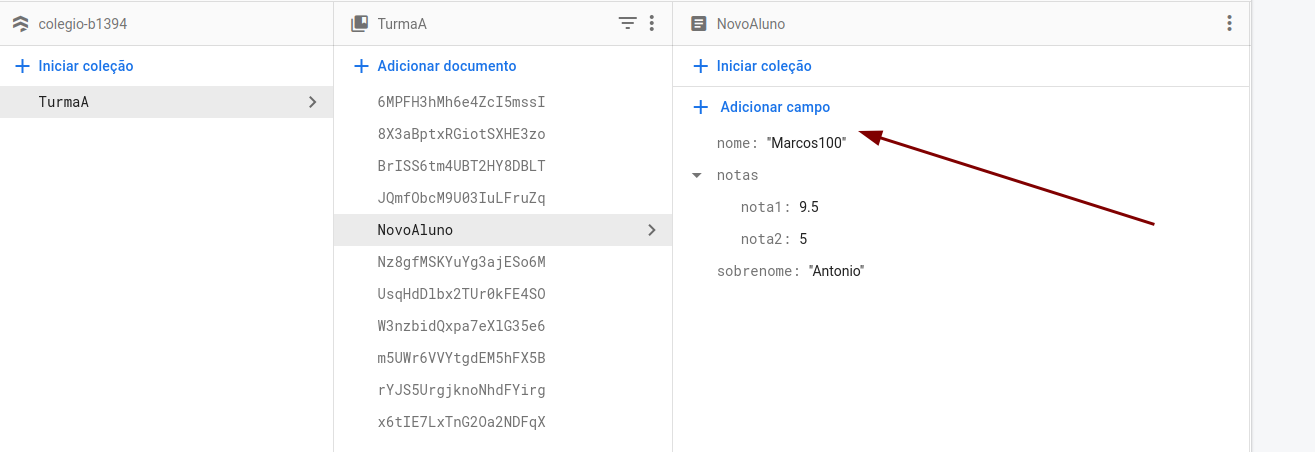 colegio-b1394
Iniciar coleção
TurmaA
TurmaA
Adicionar documento
6MPFH3hMh6e4ZcI5mssI
8X3aBptxRGiotSXHE3zo
BrISS6tm4UBT2HY8DBLT
JQmfObcM9U03IuLFruZq
NovoAluno
Nz8gfMSKYuYg3ajESo6M
UsqHdDlbx2TUr0kFE4SO
W3nzbidQxpa7eXlG35e6
m5UWr6VVYtgdEM5hFX5B
rYJS5UrgjknoNhdFYirg
x6tIE7LxTnG2Oa2NDFqX
NovoAluno
Iniciar coleção
Adicionar campo
nome: "Marcos100"
notas
nota1: 9.5
nota2: 5
sobrenome: "Antonio"